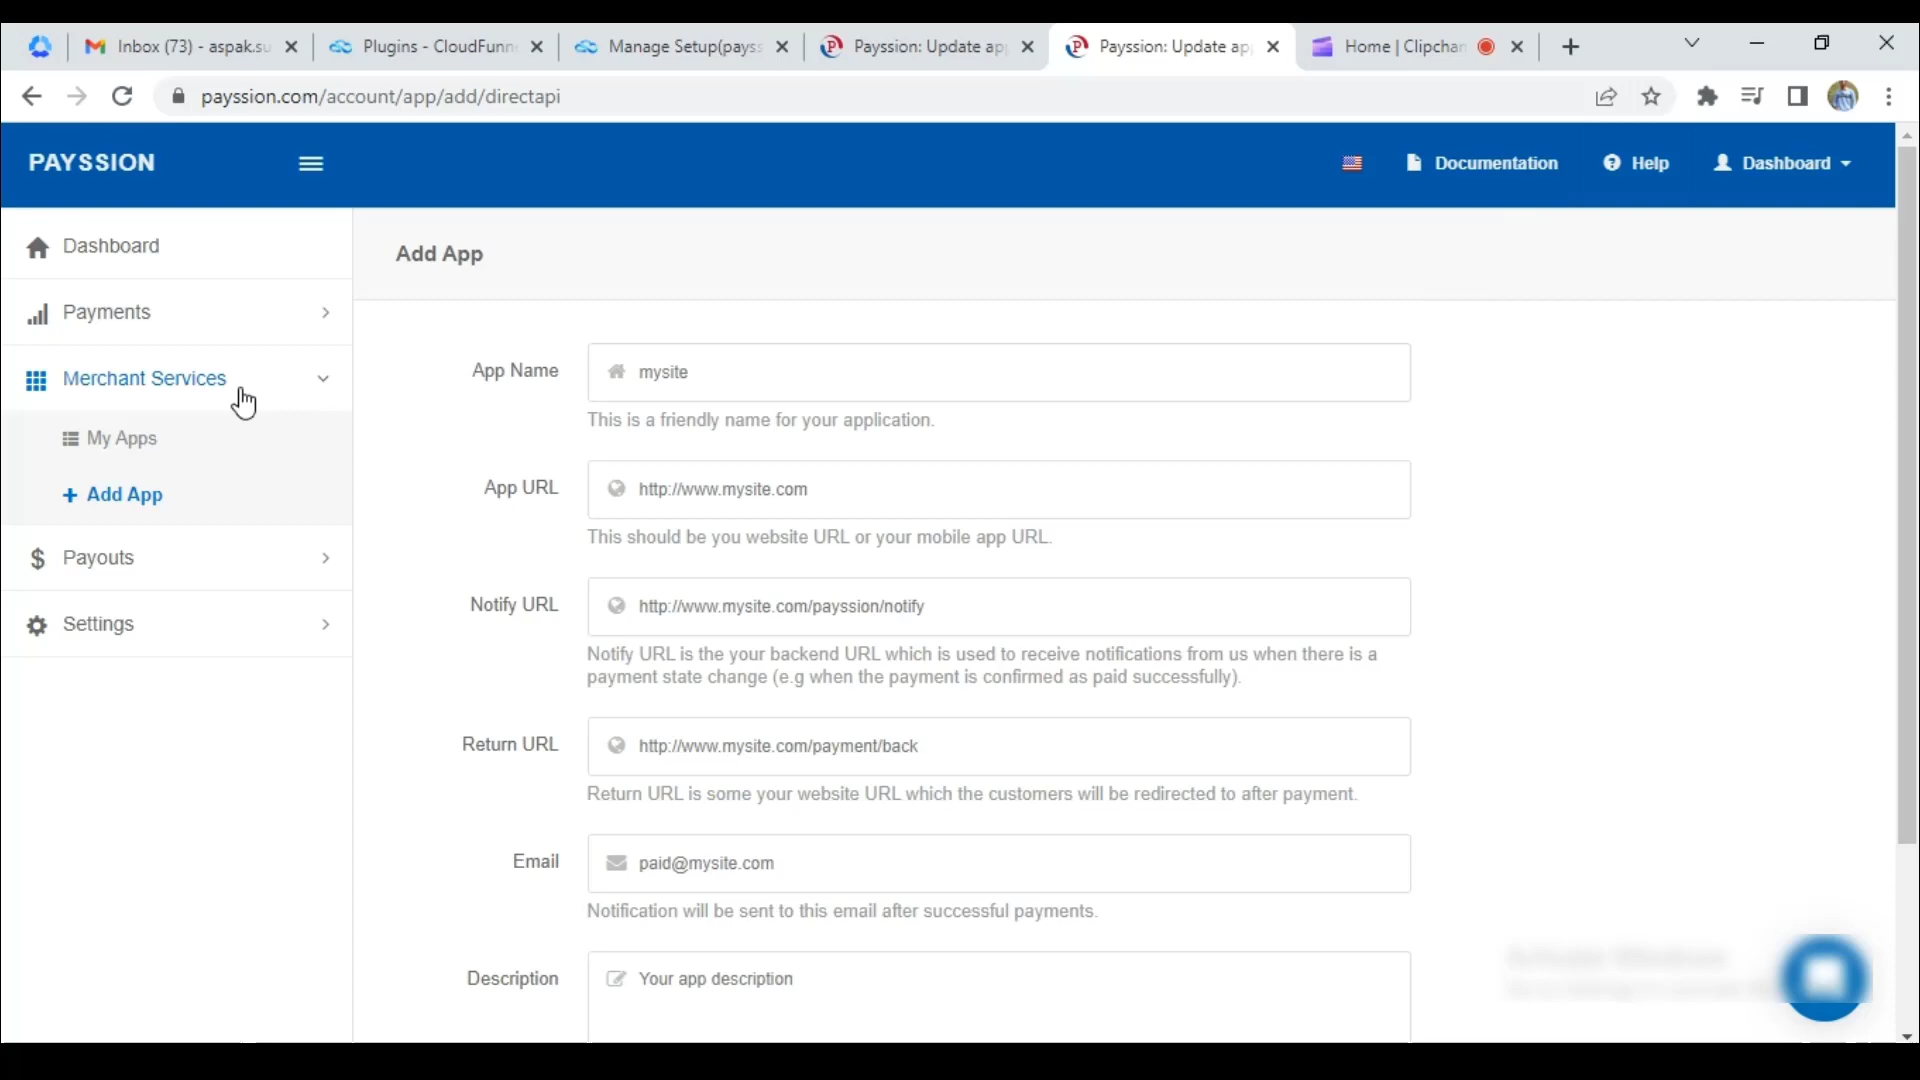 Inbox (73) - aspak.su
Plugins - CloudFunn
Manage Setup(payss
Payssion: Update ap
Payssion: Update ap
Home | Clipchan
payssion.com/account/app/add/directapi
PAYSSION
Documentation
Help
Dashboard
Dashboard
Payments
Merchant Services
My Apps
Add App
Payouts
Settings
Add App
App Name
mysite
This is a friendly name for your application.
App URL
http://www.mysite.com
This should be you website URL or your mobile app URL.
Notify URL
http://www.mysite.com/payssion/notify
Notify URL is the your backend URL which is used to receive notifications from us when there is a
payment state change (e.g when the payment is confirmed as paid successfully).
Return URL
http://www.mysite.com/payment/back
Return URL is some your website URL which the customers will be redirected to after payment.
Email
paid@mysite.com
Notification will be sent to this email after successful payments.
Description
Your app description